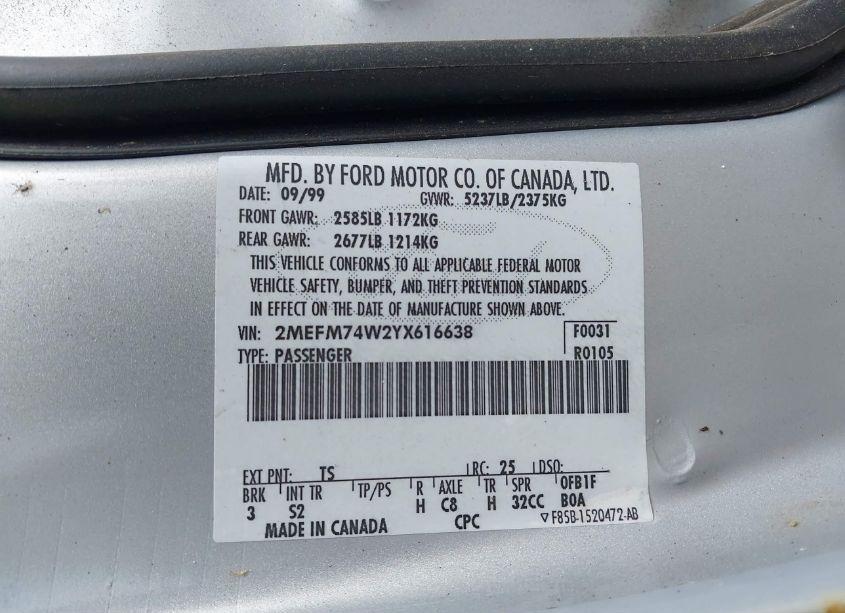 MFD. BY FORD MOTOR CO. OF CANADA, LTD.
DATE: 09/99 GVWR: 5237LB/2375KG
FRONT GAWR: 2585LB 1172KG
REAR GAWR: 2677LB 1214KG
THIS VEHICLE CONFORMS TO ALL APPLICABLE FEDERAL MOTOR
VEHICLE SAFETY, BUMPER, AND THEFT PREVENTION STANDARDS
IN EFFECT ON THE DATE OF MANUFACTURE SHOWN ABOVE.
VIN: 2MEFM74W2YX616638 F0031
TYPE: PASSENGER R0105
EXT PNT: TS RC: 25 DSO:
BRK INT TR TP/PS R AXLE TR SPR 0FB1F
3 S2 H C8 H 32CC B0A
MADE IN CANADA CPC ▽F85B-1520472-AB